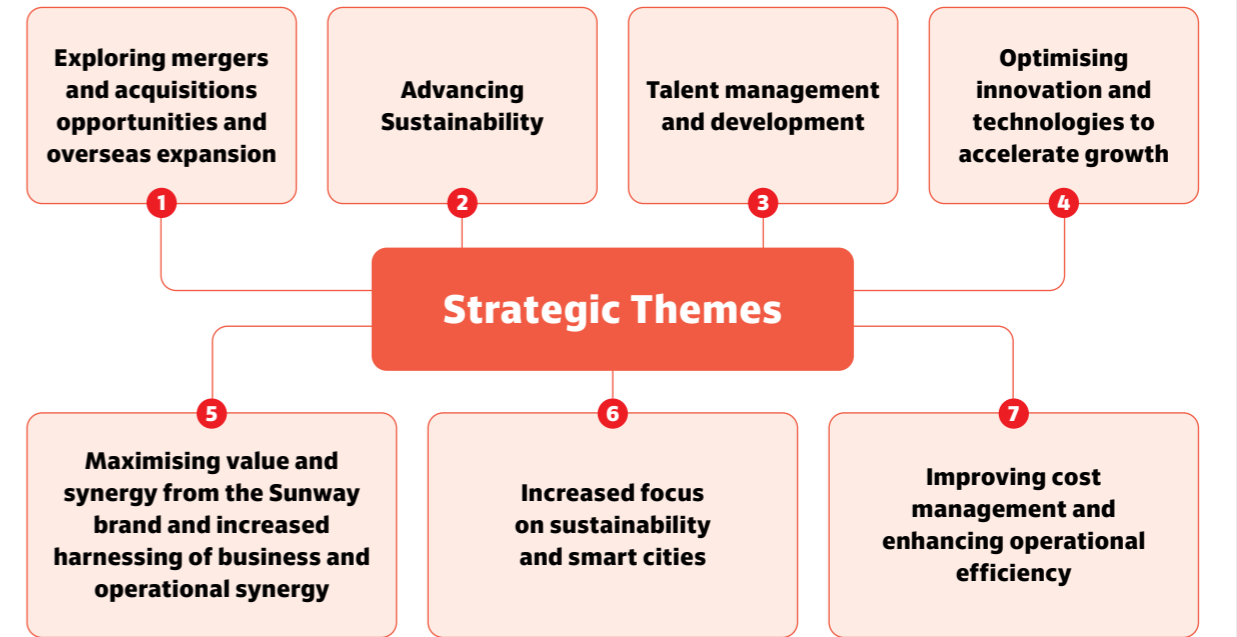 Exploring mergers
and acquisitions
opportunities and
overseas expansion
1
Advancing
Sustainability
2
Talent management
and development
3
Optimising
innovation and
technologies to
accelerate growth
4
Strategic Themes
5
Maximising value and
synergy from the Sunway
brand and increased
harnessing of business and
operational synergy
6
Increased focus
on sustainability
and smart cities
7
Improving cost
management and
enhancing operational
efficiency